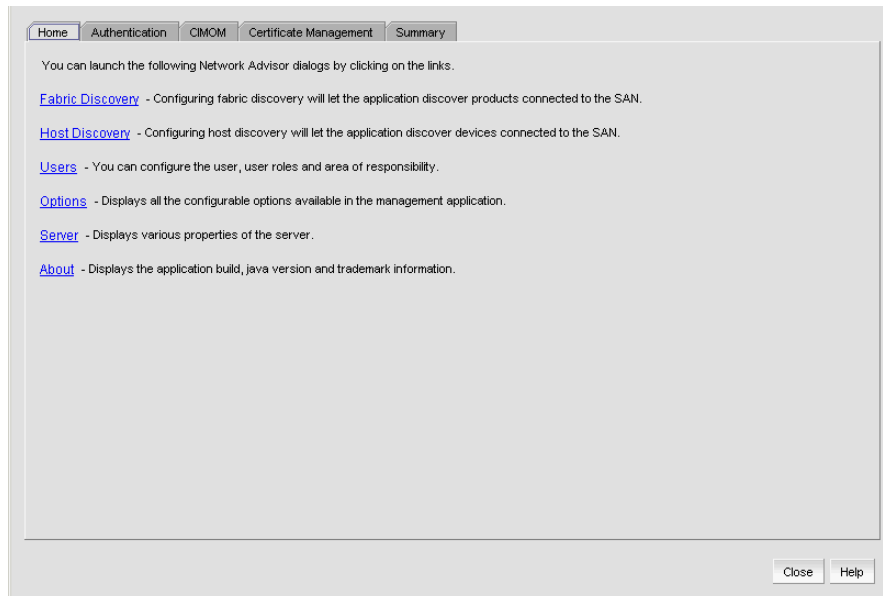 Home Authentication CIMOM Certificate Management Summary
You can launch the following Network Advisor dialogs by clicking on the links.
Fabric Discovery - Configuring fabric discovery will let the application discover products connected to the SAN.
Host Discovery - Configuring host discovery will let the application discover devices connected to the SAN.
Users - You can configure the user, user roles and area of responsibility.
Options - Displays all the configurable options available in the management application.
Server - Displays various properties of the server.
About - Displays the application build, java version and trademark information.
Close Help